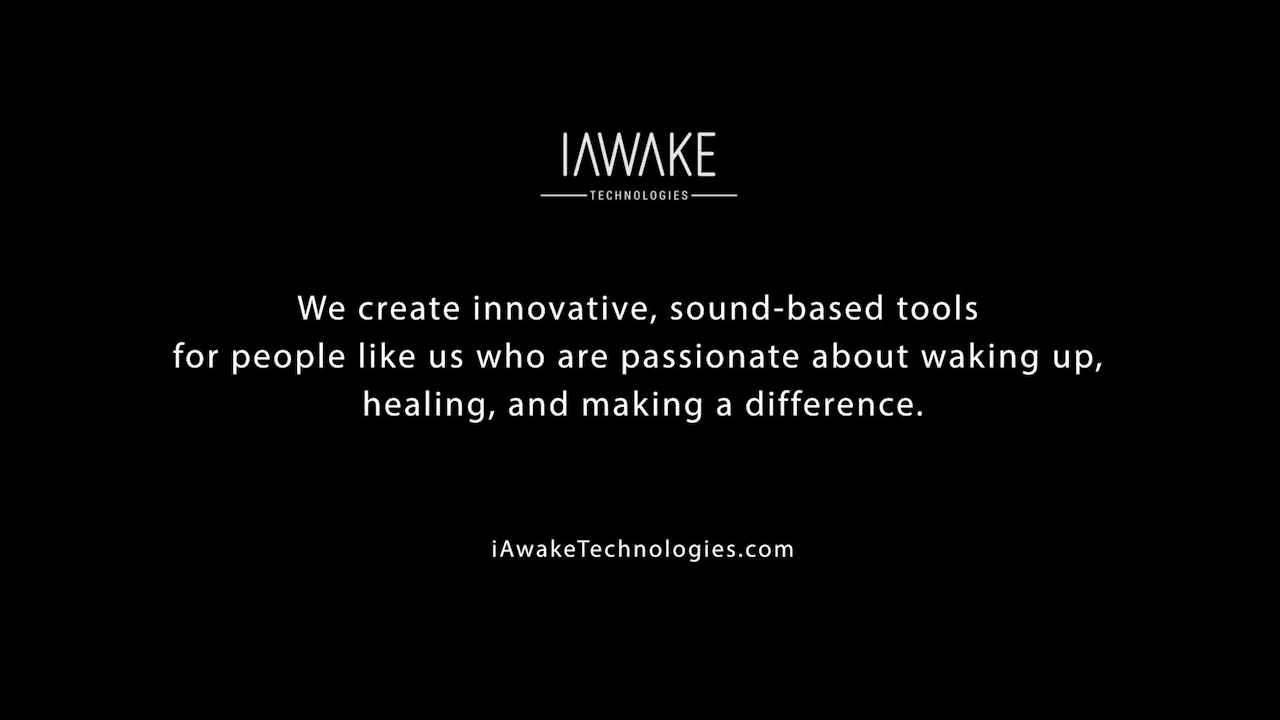 IAWAKE
TECHNOLOGIES
We create innovative, sound-based tools
for people like us who are passionate about waking up,
healing, and making a difference.
iAwakeTechnologies.com